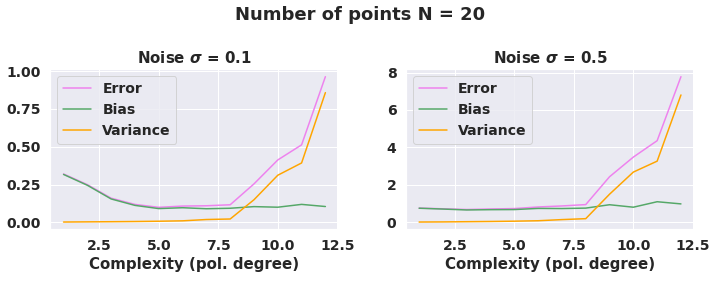 Number of points N = 20
Noise σ = 0.1
1.00
0.75
0.50
0.25
0.00
Error
Bias
Variance
2.5 5.0 7.5 10.0 12.5
Complexity (pol. degree)
Noise σ = 0.5
8
6
4
2
0
Error
Bias
Variance
2.5 5.0 7.5 10.0 12.5
Complexity (pol. degree)